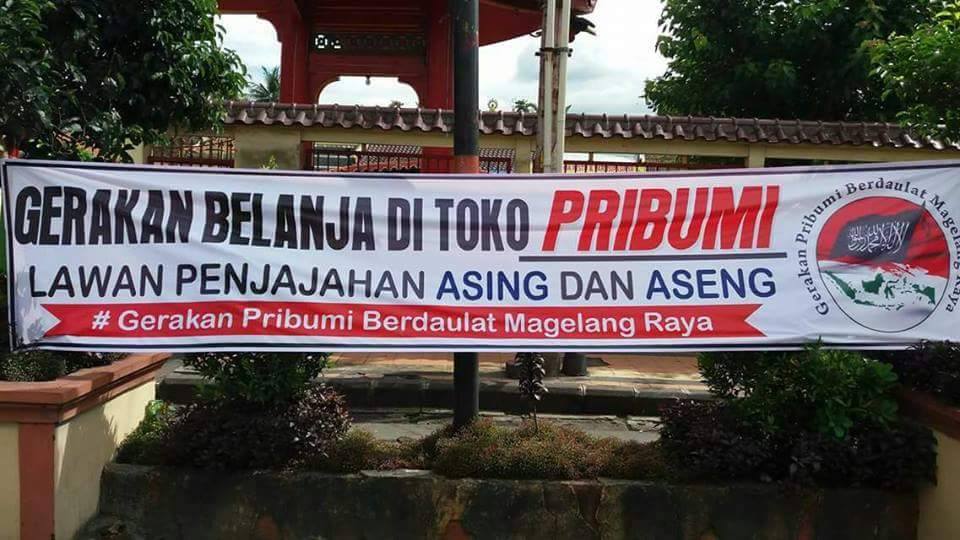 GERAKAN BELANJA DI TOKO PRIBUMI
LAWAN PENJAJAHAN ASING DAN ASENG
# Gerakan Pribumi Berdaulat Magelang Raya
Gerakan Pribumi Berdaulat Magelang Raya